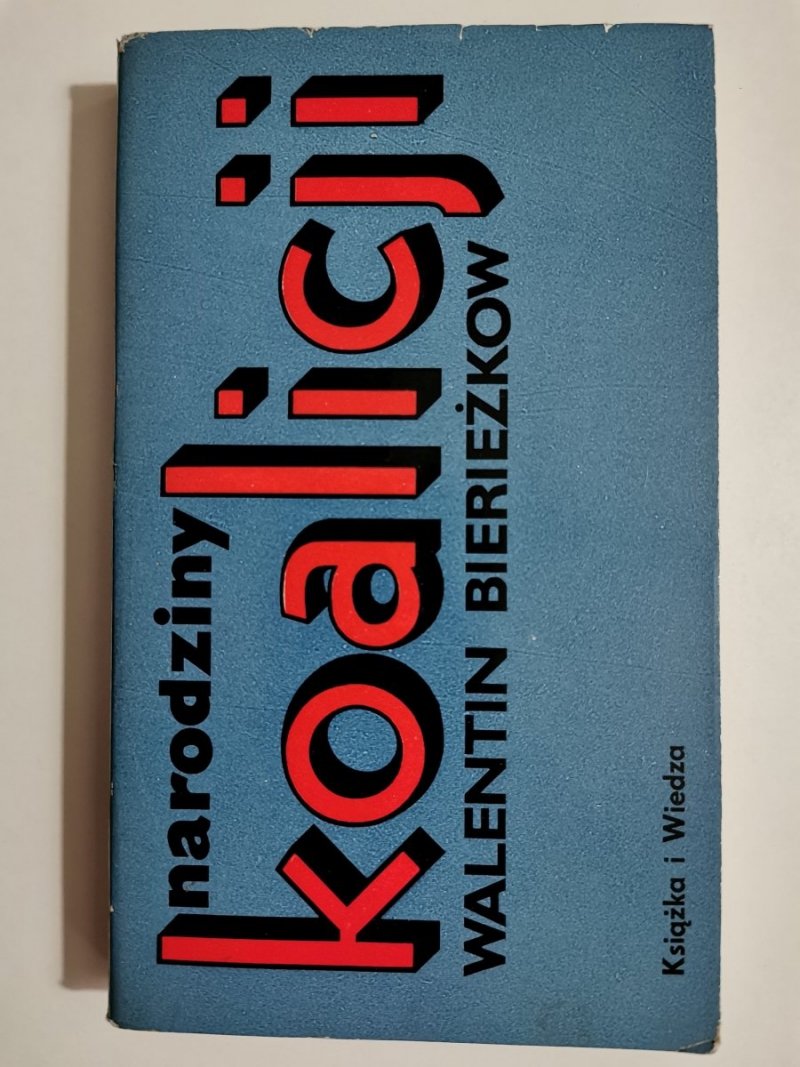 narodziny
koalicji
WALENTIN BIERIEŻKOW
Książka i Wiedza